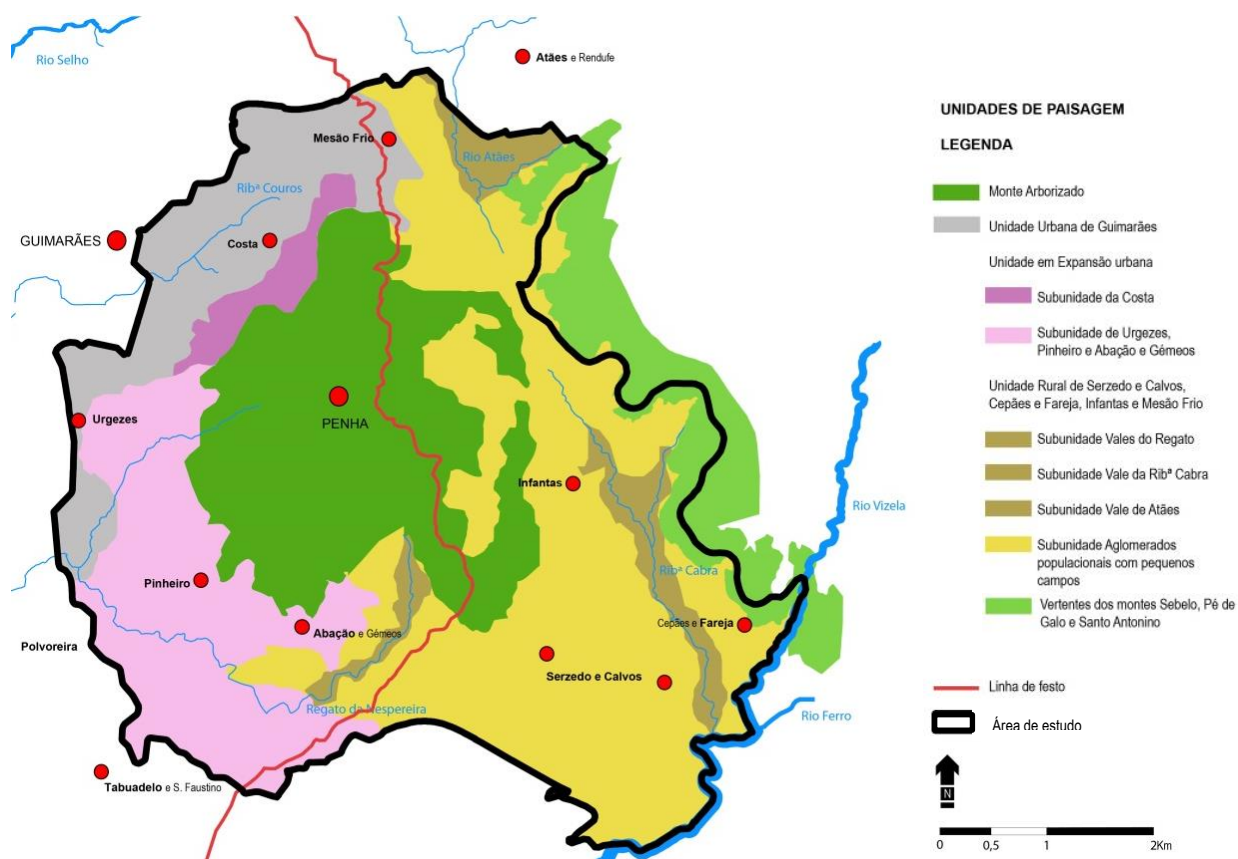 Rio Selho
Atães e Rendufe
Mesão Frio
Rio Atães
Ribª Couros
GUIMARÃES
Costa
PENHA
Urgezes
Infantas
Rio Vizela
Pinheiro
Ribª Cabra
Abação e Gémeos
Cepães e Fareja
Polvoreira
Serzedo e Calvos
Regato da Nespereira
Rio Ferro
Tabuadelo e S. Faustino
UNIDADES DE PAISAGEM
LEGENDA
Monte Arborizado
Unidade Urbana de Guimarães
Unidade em Expansão urbana
Subunidade da Costa
Subunidade de Urgezes,
Pinheiro e Abação e Gémeos
Unidade Rural de Serzedo e Calvos,
Cepães e Fareja, Infantas e Mesão Frio
Subunidade Vales do Regato
Subunidade Vale da Ribª Cabra
Subunidade Vale de Atães
Subunidade Aglomerados
populacionais com pequenos
campos
Vertentes dos montes Sebelo, Pé de
Galo e Santo Antonino
Linha de festo
Área de estudo
N
0 0,5 1 2Km